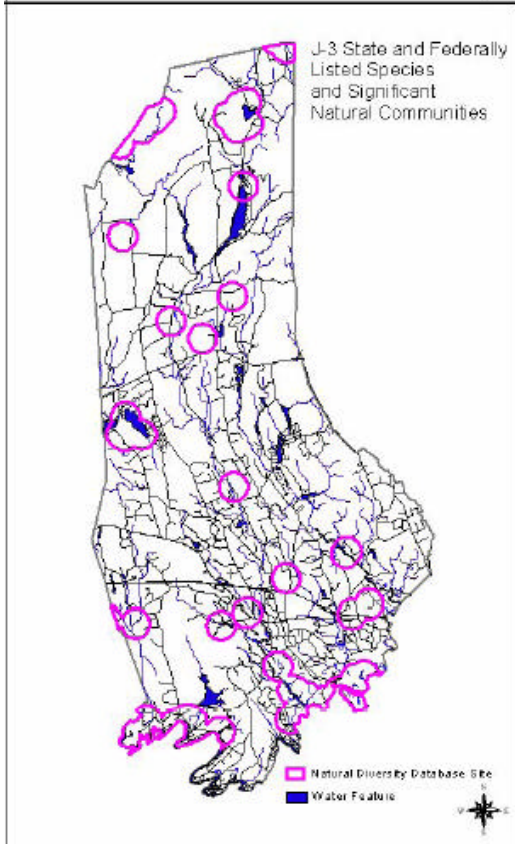 J-3 State and Federally
Listed Species
and Significant
Natural Communities
Natural Diversity Database Site
Water Feature